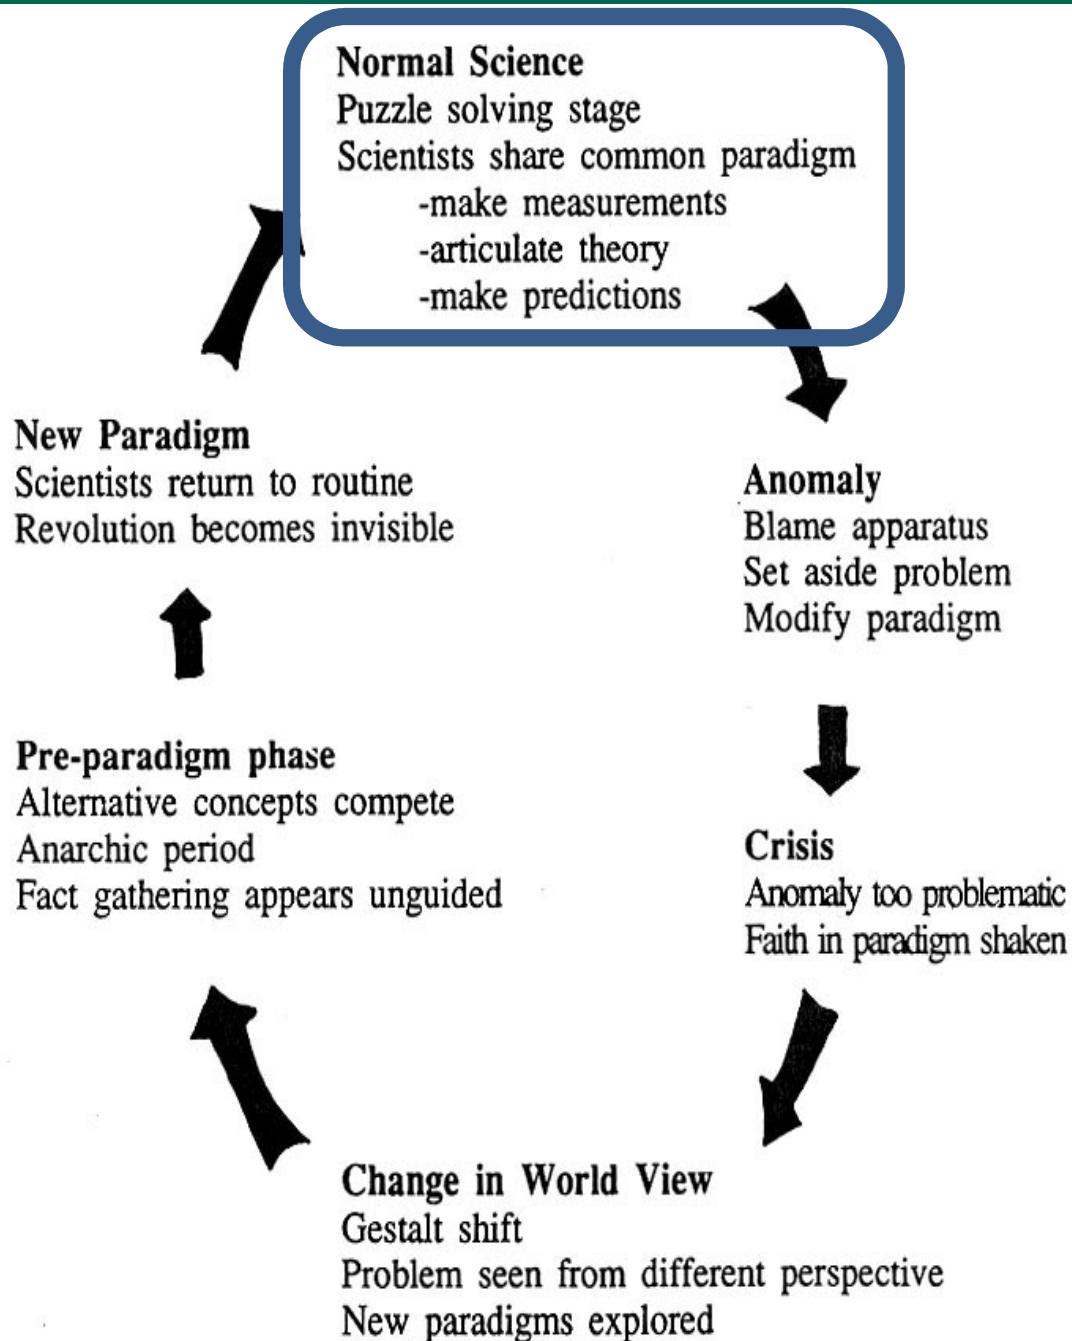 Normal Science
Puzzle solving stage
Scientists share common paradigm
-make measurements
-articulate theory
-make predictions
Anomaly
Blame apparatus
Set aside problem
Modify paradigm
Crisis
Anomaly too problematic
Faith in paradigm shaken
Change in World View
Gestalt shift
Problem seen from different perspective
New paradigms explored
Pre-paradigm phase
Alternative concepts compete
Anarchic period
Fact gathering appears unguided
New Paradigm
Scientists return to routine
Revolution becomes invisible